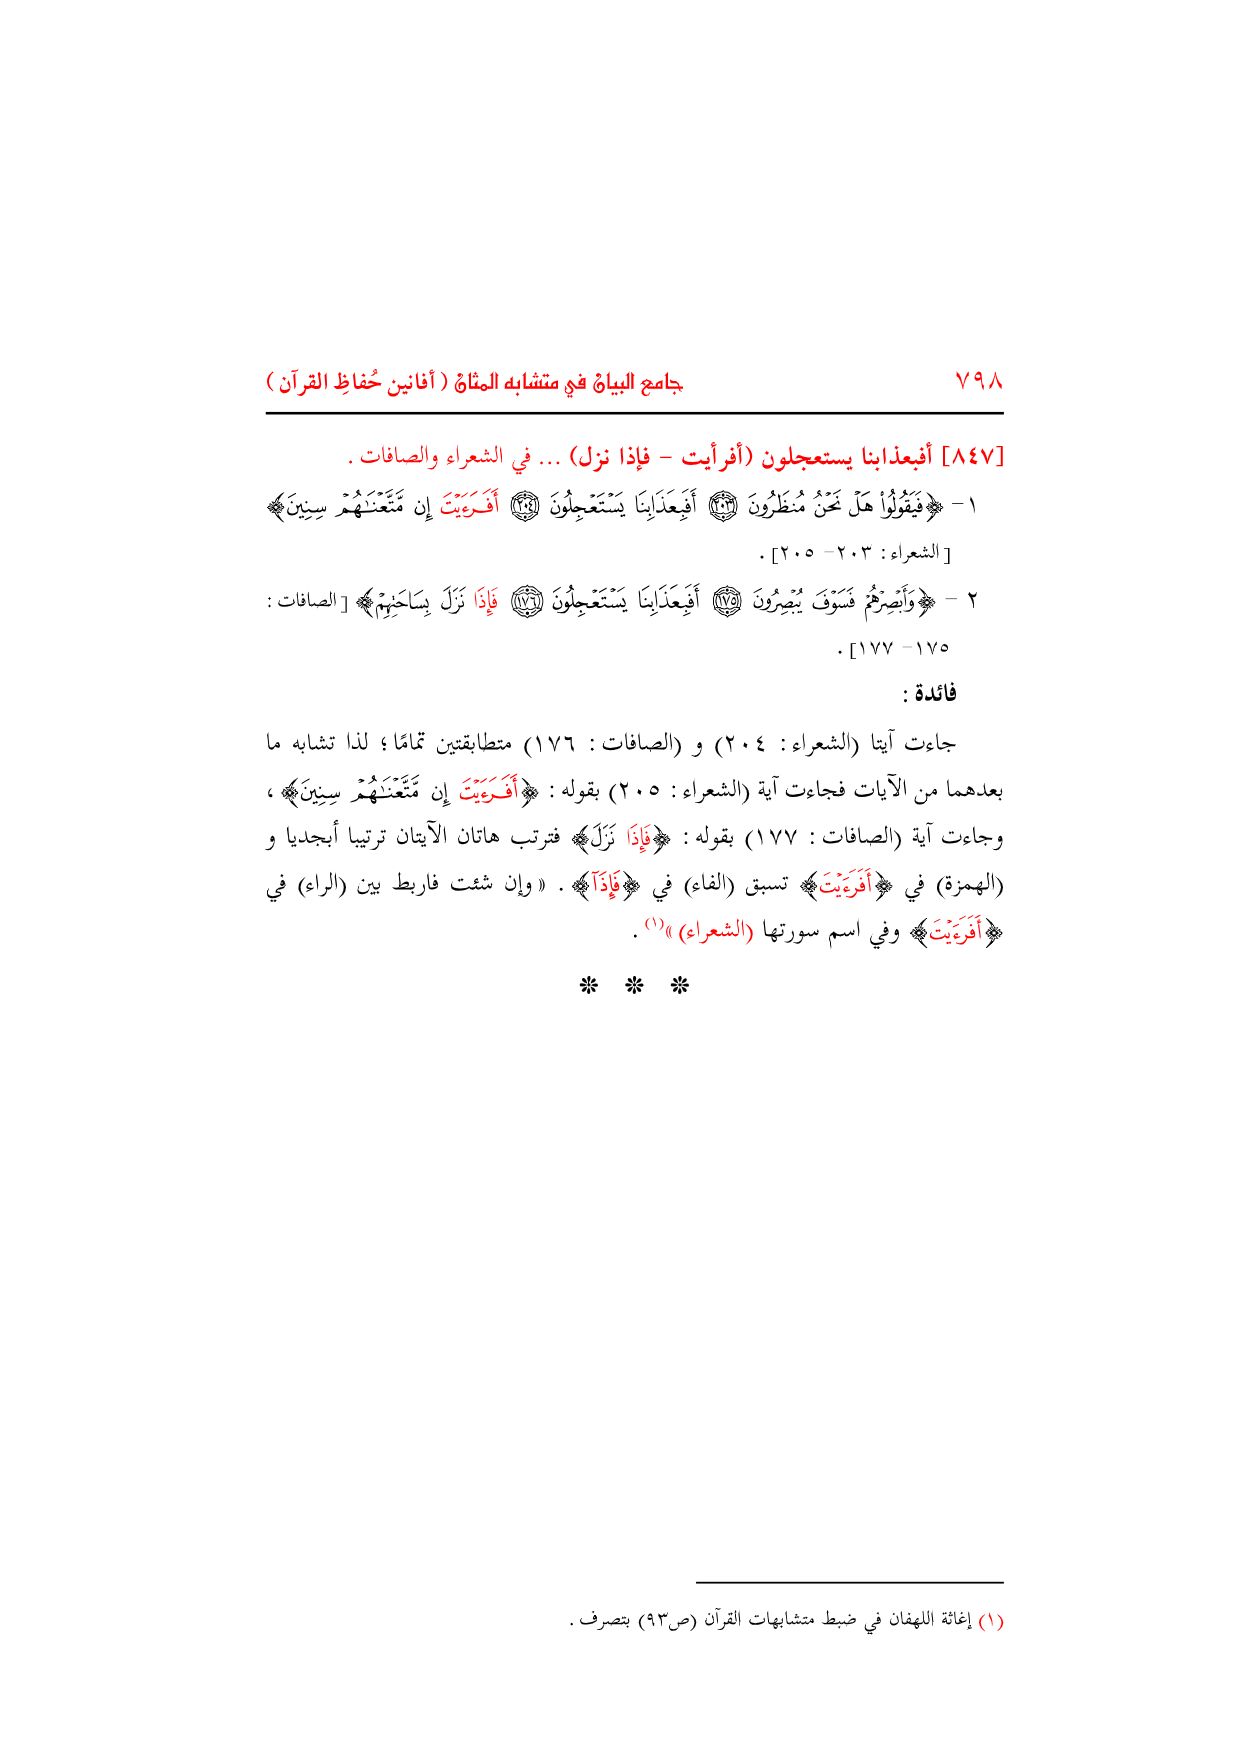 ٧٩٨ جامع البيان في متشابه المثان ( أفانين حُفاظِ القرآن )
[٨٤٧] أفبعذابنا يستعجلون (أفرأيت – فإذا نزل) ... في الشعراء والصافات .
١ – ﴿فَيَقُولُوا۟ هَلْ نَحْنُ مُنظَرُونَ ٢٠٣ أَفَبِعَذَابِنَا يَسْتَعْجِلُونَ ٢٠٤ أَفَرَءَيْتَ إِن مَّتَّعْنَـٰهُمْ سِنِينَ﴾
[ الشعراء : ٢٠٣ – ٢٠٥] .
٢ – ﴿وَأَبْصِرْهُمْ فَسَوْفَ يُبْصِرُونَ ١٧٥ أَفَبِعَذَابِنَا يَسْتَعْجِلُونَ ١٧٦ فَإِذَا نَزَلَ بِسَاحَتِهِمْ﴾ [ الصافات :
١٧٥ – ١٧٧] .
فائدة :
جاءت آيتا (الشعراء : ٢٠٤) و (الصافات : ١٧٦) متطابقتين تمامًا ؛ لذا تشابه ما
بعدهما من الآيات فجاءت آية (الشعراء : ٢٠٥) بقوله : ﴿أَفَرَءَيْتَ إِن مَّتَّعْنَـٰهُمْ سِنِينَ﴾ ،
وجاءت آية (الصافات : ١٧٧) بقوله : ﴿فَإِذَا نَزَلَ﴾ فترتب هاتان الآيتان ترتيبا أبجديا و
(الهمزة) في ﴿أَفَرَءَيْتَ﴾ تسبق (الفاء) في ﴿فَإِذَآ﴾ . « وإن شئت فاربط بين (الراء) في
﴿أَفَرَءَيْتَ﴾ وفي اسم سورتها (الشعراء) »(١) .
❊ ❊ ❊
(١) إغاثة اللهفان في ضبط متشابهات القرآن (ص٩٣) بتصرف .